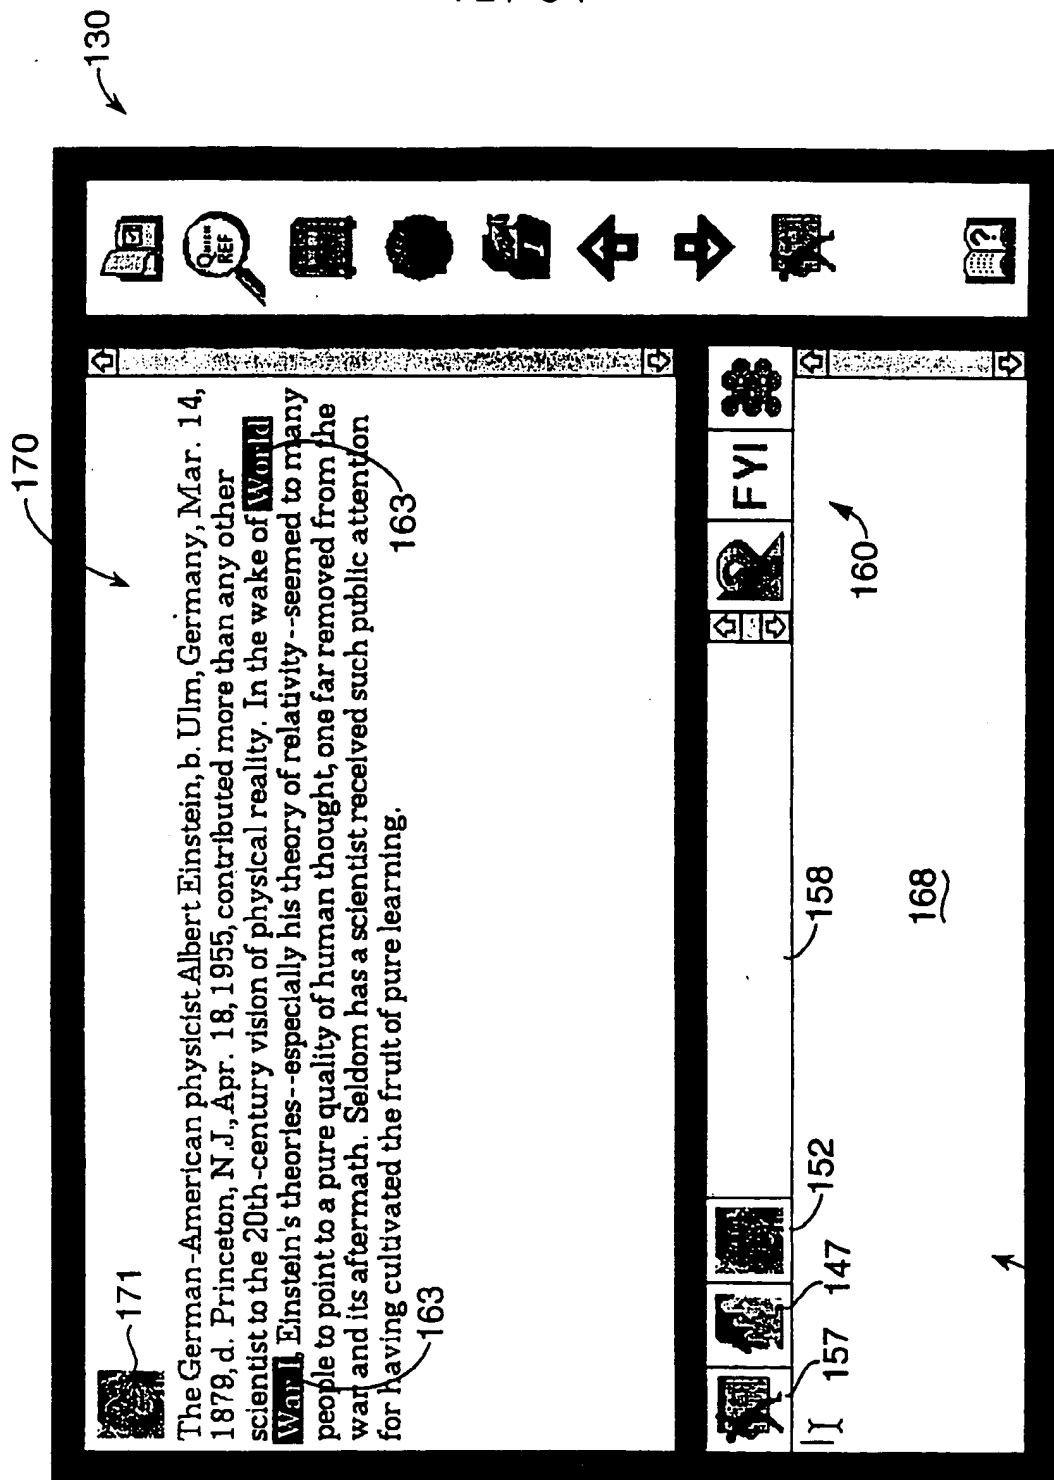 130
170
171
The German-American physicist Albert Einstein, b. Ulm, Germany, Mar. 14,
1879, d. Princeton, N.J., Apr. 18, 1955, contributed more than any other
scientist to the 20th-century vision of physical reality. In the wake of World
War I, Einstein's theories--especially his theory of relativity--seemed to many
people to point to a pure quality of human thought, one far removed from the
war and its aftermath. Seldom has a scientist received such public attention
for having cultivated the fruit of pure learning.
163
163
QUICK
REF
?
FYI
157
147
152
158
160
168